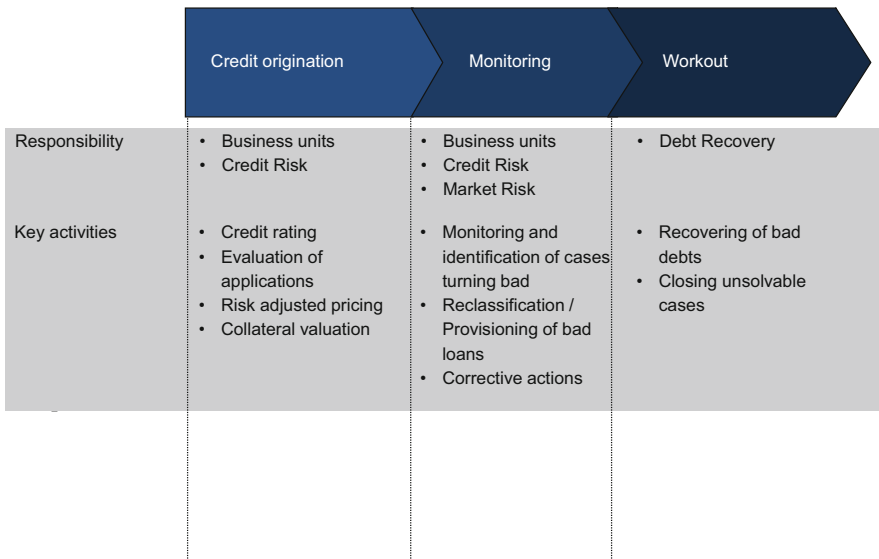 Credit origination
Monitoring
Workout
Responsibility
• Business units
• Credit Risk
• Business units
• Credit Risk
• Market Risk
• Debt Recovery
Key activities
• Credit rating
• Evaluation of
applications
• Risk adjusted pricing
• Collateral valuation
• Monitoring and
identification of cases
turning bad
• Reclassification /
Provisioning of bad
loans
• Corrective actions
• Recovering of bad
debts
• Closing unsolvable
cases